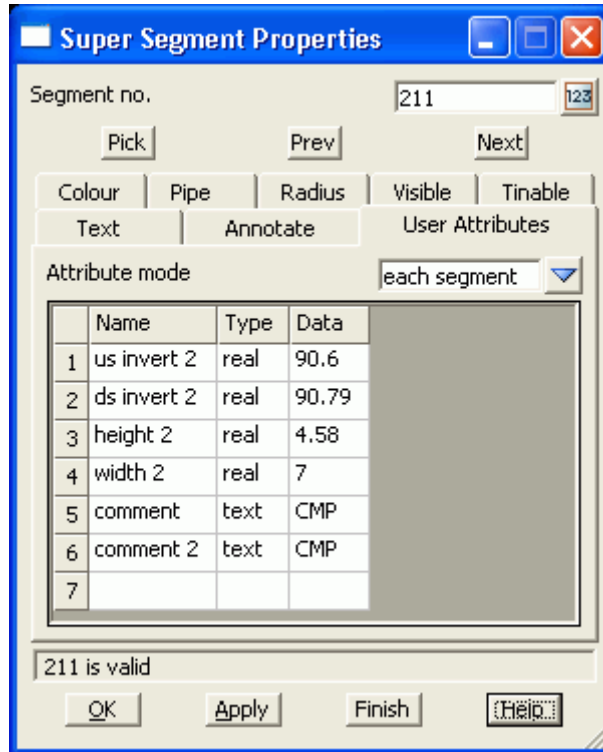 Super Segment Properties
Segment no. 211 123
Pick Prev Next
Colour Pipe Radius Visible Tinable
Text Annotate User Attributes
Attribute mode each segment
Name Type Data
1 us invert 2 real 90.6
2 ds invert 2 real 90.79
3 height 2 real 4.58
4 width 2 real 7
5 comment text CMP
6 comment 2 text CMP
7
211 is valid
OK Apply Finish Help